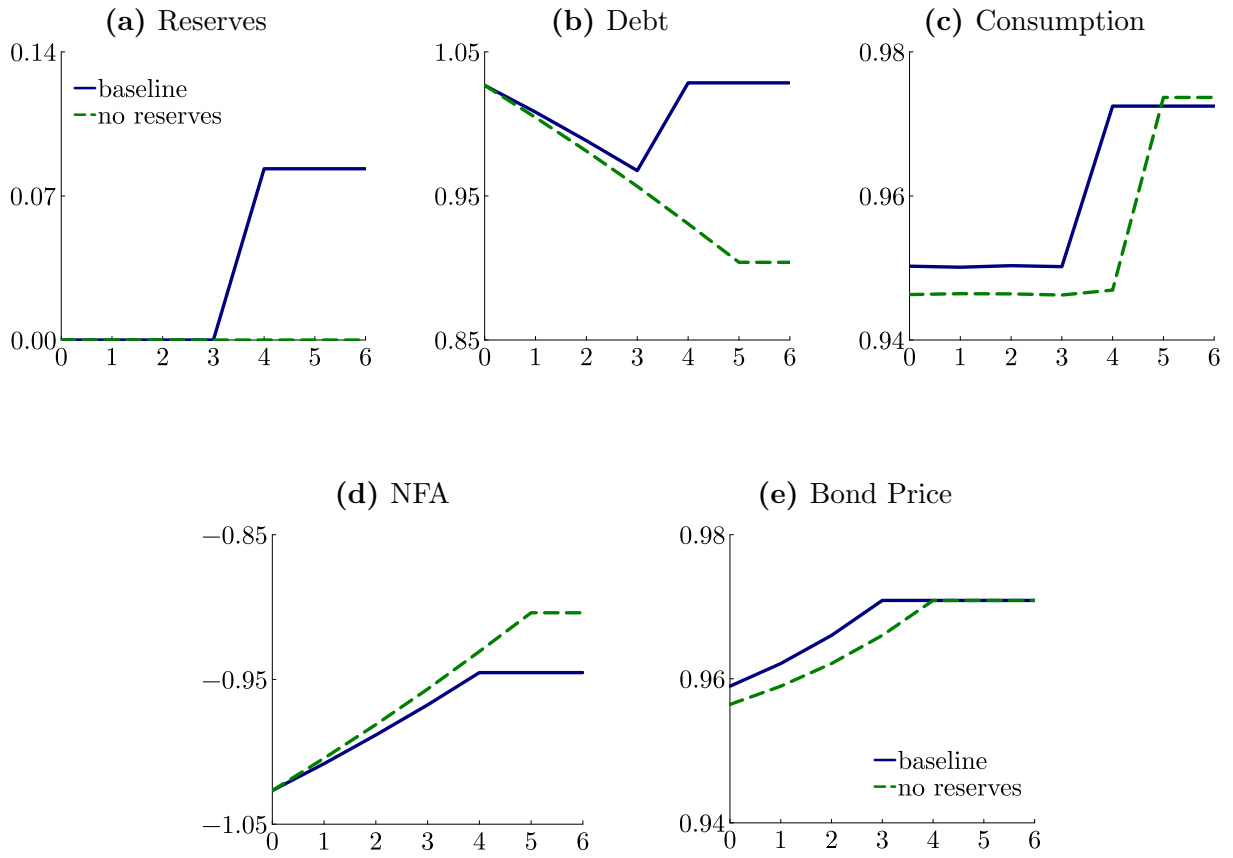 (a) Reserves
0.14
0.07
0.00
0 1 2 3 4 5 6
baseline
no reserves
(b) Debt
1.05
0.95
0.85
0 1 2 3 4 5 6
(c) Consumption
0.98
0.96
0.94
0 1 2 3 4 5 6
(d) NFA
−0.85
−0.95
−1.05
0 1 2 3 4 5 6
(e) Bond Price
0.98
0.96
0.94
0 1 2 3 4 5 6
baseline
no reserves